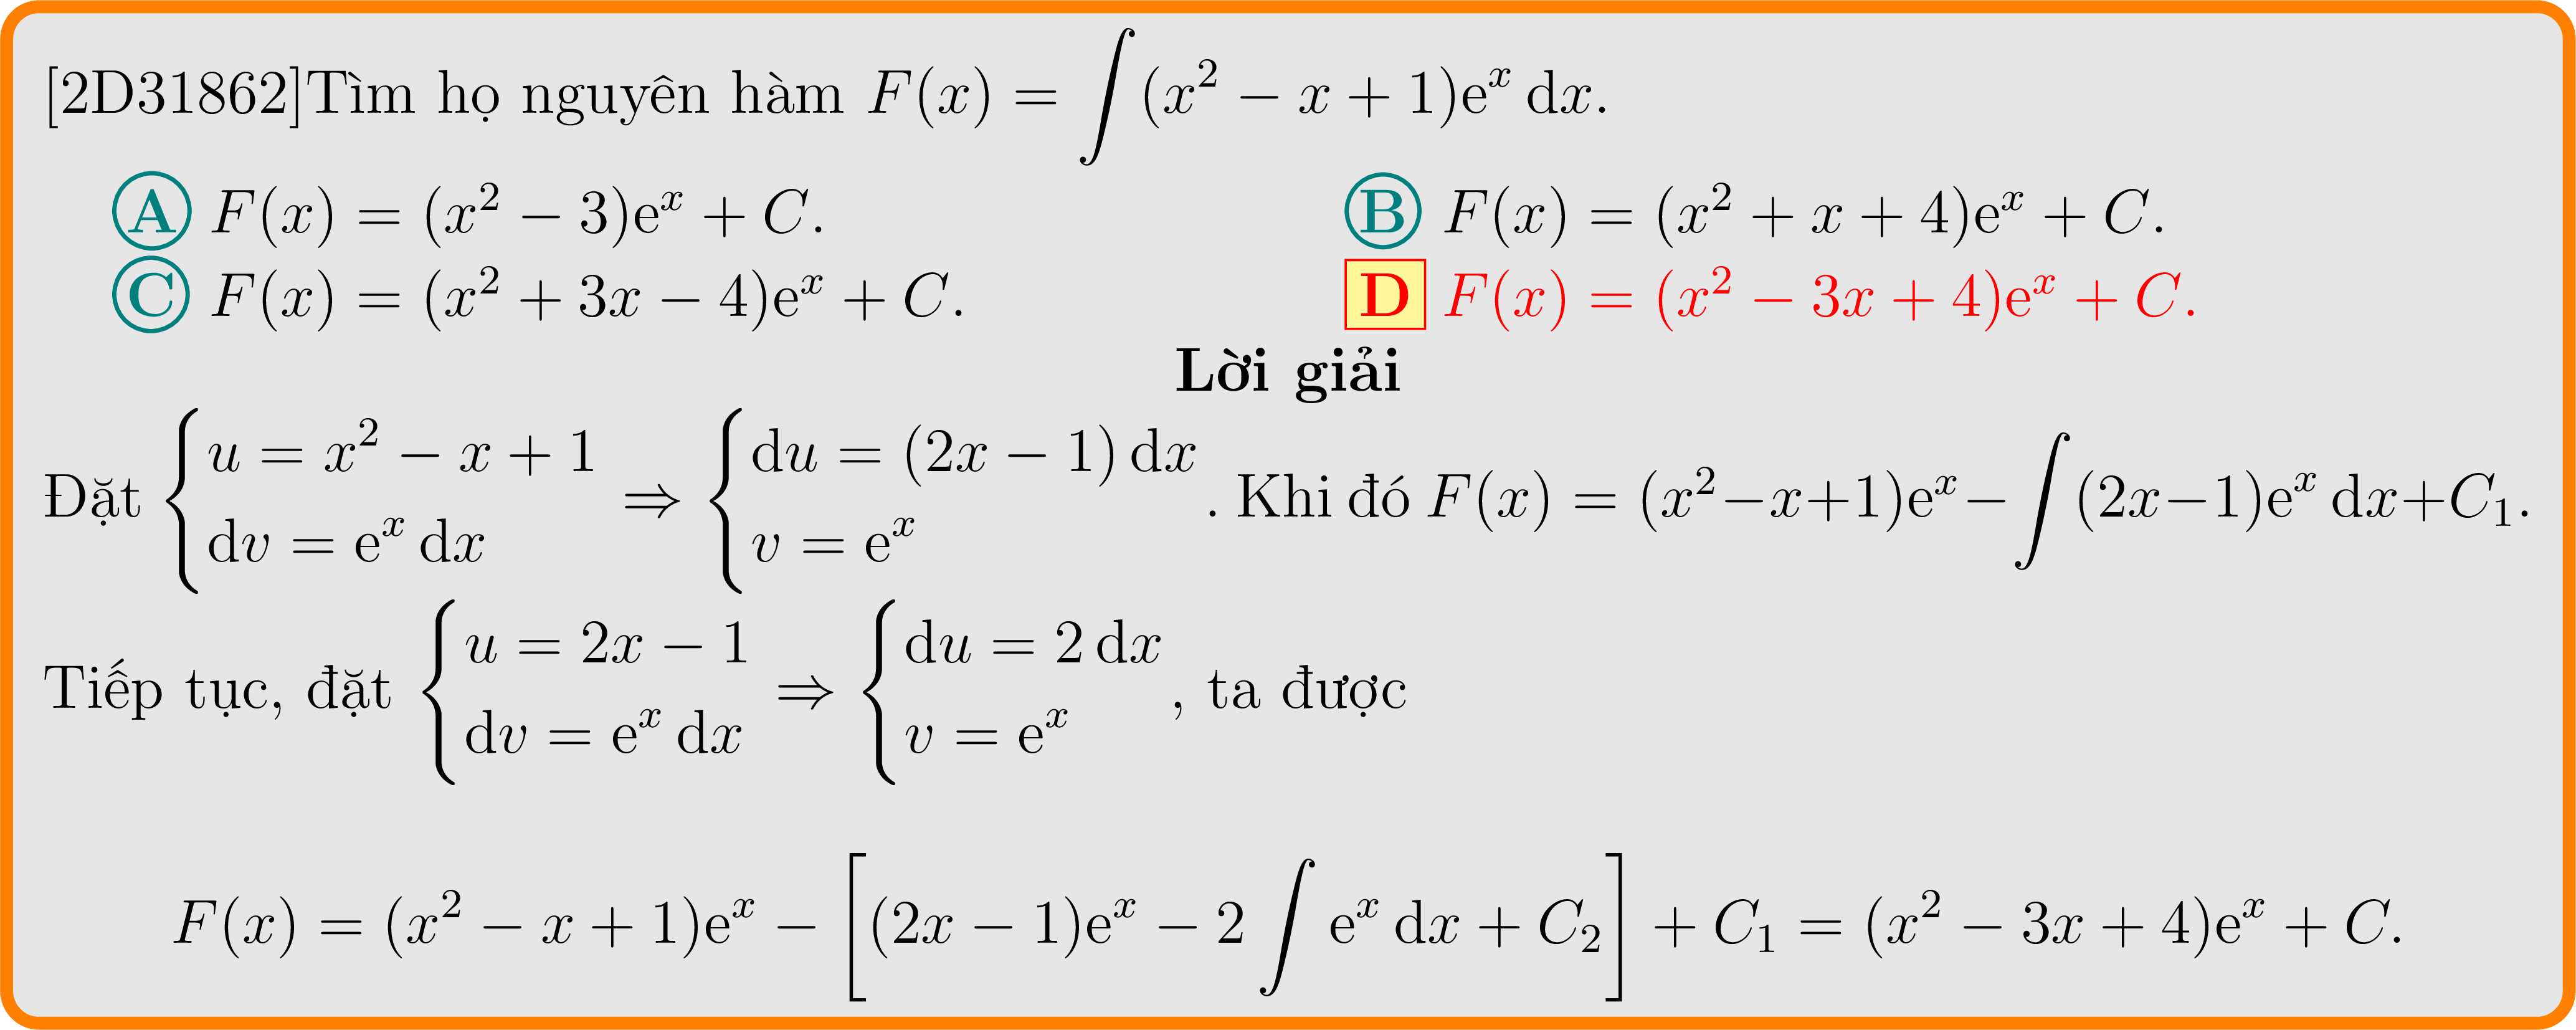 [2D31862]Tìm họ nguyên hàm $F(x) = \int (x^2 - x + 1)\mathrm{e}^x \, \mathrm{d}x$.
A $F(x) = (x^2 - 3)\mathrm{e}^x + C$. B $F(x) = (x^2 + x + 4)\mathrm{e}^x + C$.
C $F(x) = (x^2 + 3x - 4)\mathrm{e}^x + C$. D $F(x) = (x^2 - 3x + 4)\mathrm{e}^x + C$.
Lời giải
Đặt $\begin{cases} u = x^2 - x + 1 \\ \mathrm{d}v = \mathrm{e}^x \, \mathrm{d}x \end{cases} \Rightarrow \begin{cases} \mathrm{d}u = (2x - 1) \, \mathrm{d}x \\ v = \mathrm{e}^x \end{cases}$. Khi đó $F(x) = (x^2 - x + 1)\mathrm{e}^x - \int (2x - 1)\mathrm{e}^x \, \mathrm{d}x + C_1$.
Tiếp tục, đặt $\begin{cases} u = 2x - 1 \\ \mathrm{d}v = \mathrm{e}^x \, \mathrm{d}x \end{cases} \Rightarrow \begin{cases} \mathrm{d}u = 2 \, \mathrm{d}x \\ v = \mathrm{e}^x \end{cases}$, ta được
$F(x) = (x^2 - x + 1)\mathrm{e}^x - \left[ (2x - 1)\mathrm{e}^x - 2 \int \mathrm{e}^x \, \mathrm{d}x + C_2 \right] + C_1 = (x^2 - 3x + 4)\mathrm{e}^x + C$.